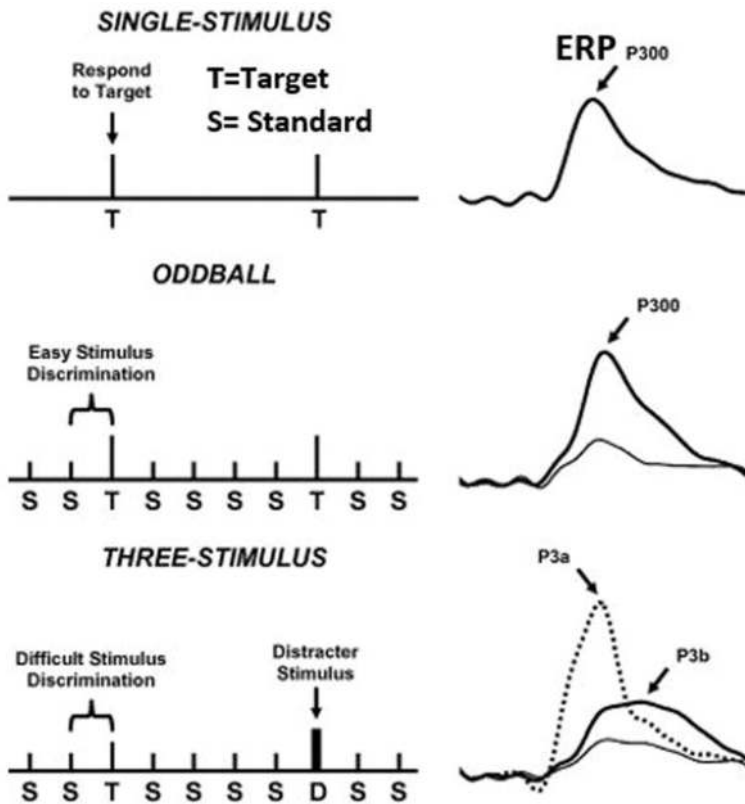 SINGLE-STIMULUS
Respond
to Target
T=Target
S= Standard
ERP P300
T T
ODDBALL
P300
Easy Stimulus
Discrimination
S S T S S S S T S S
THREE-STIMULUS
P3a
Difficult Stimulus
Discrimination
Distracter
Stimulus
P3b
S S T S S S S D S S